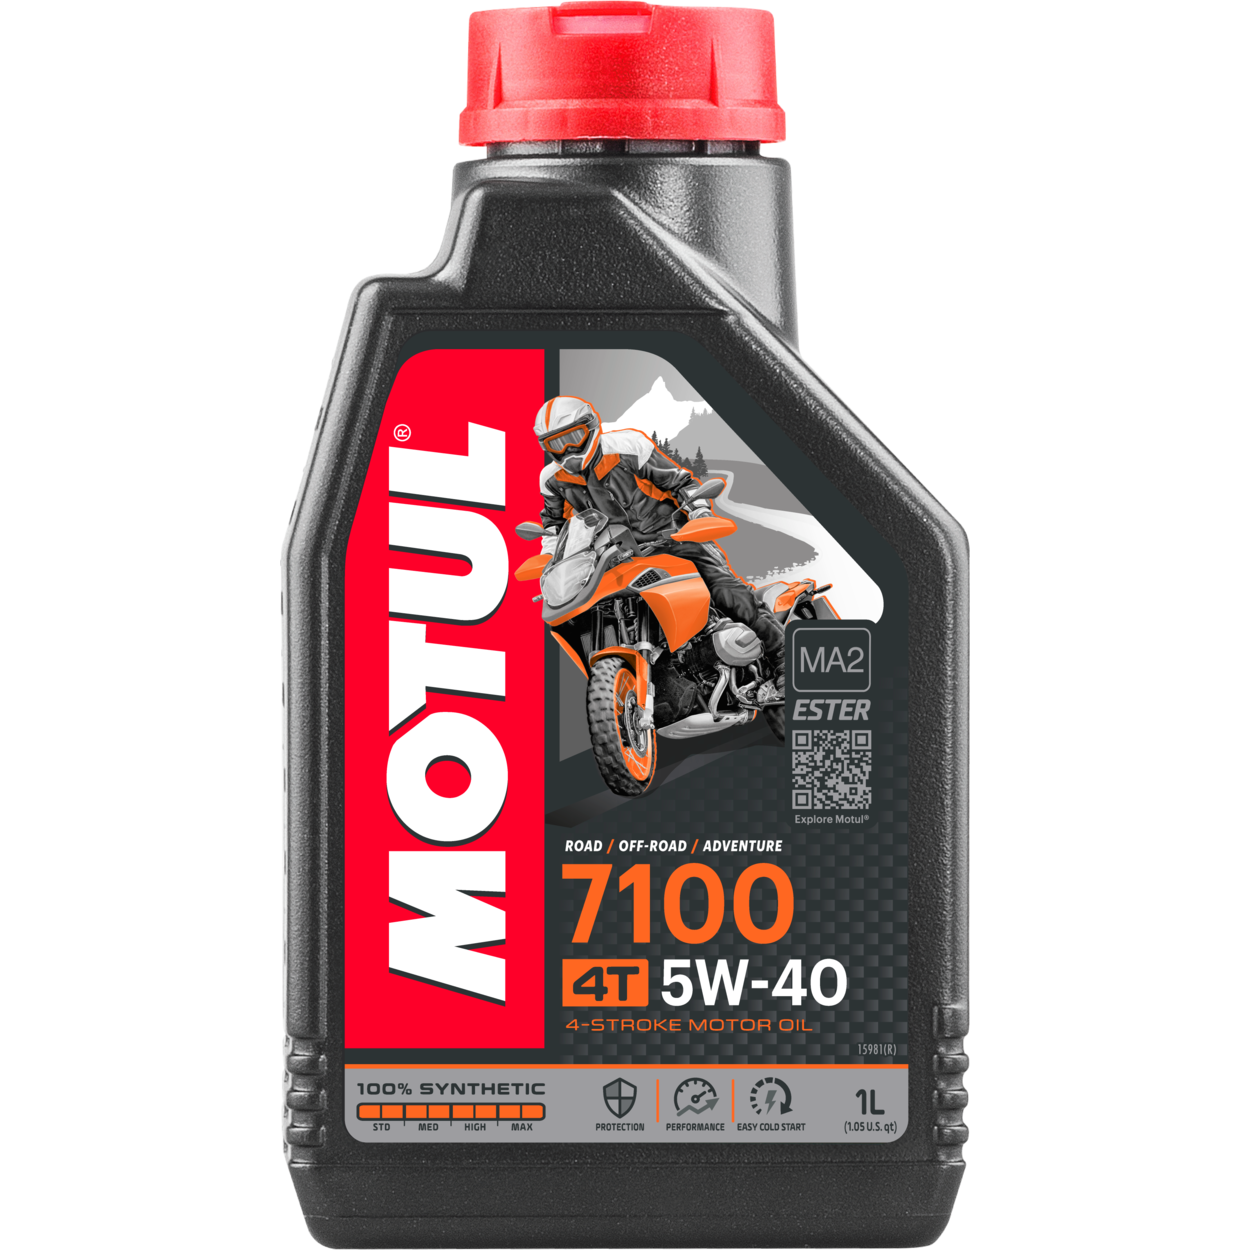 MOTUL®
MA2
ESTER
Explore Motul®
ROAD / OFF-ROAD / ADVENTURE
7100
4T 5W-40
4-STROKE MOTOR OIL
15981(R)
100% SYNTHETIC
STD MED HIGH MAX
PROTECTION PERFORMANCE EASY COLD START
1L
(1.05 U.S. qt)